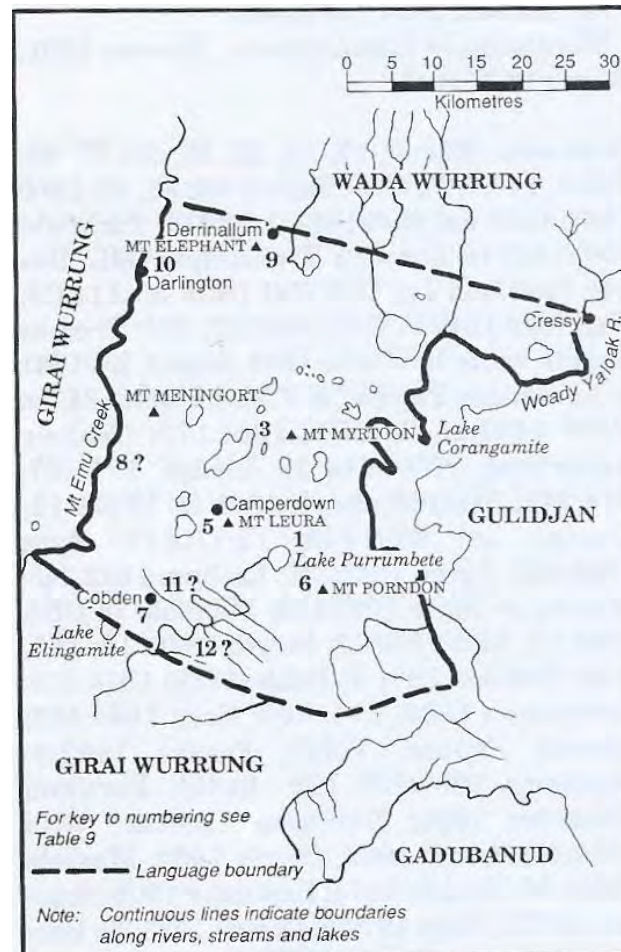 0 5 10 15 20 25 28 30
Kilometres
WADA WURRUNG
Derrinallum
MT ELEPHANT
9
10
Darlington
GIRAI WURRUNG
Cressy
Woady Yaloak R.
MT MENINGORT
3
MT MYRTOON
Lake
Corangamite
Mt Emu Creek
8 ?
Camperdown
5
MT LEURA
1
GULIDJAN
Lake Purrumbete
11 ?
6
MT PORNDON
Cobden
7
Lake
Elingamite
12 ?
GIRAI WURRUNG
For key to numbering see
Table 9
Language boundary
GADUBANUD
Note: Continuous lines indicate boundaries
along rivers, streams and lakes